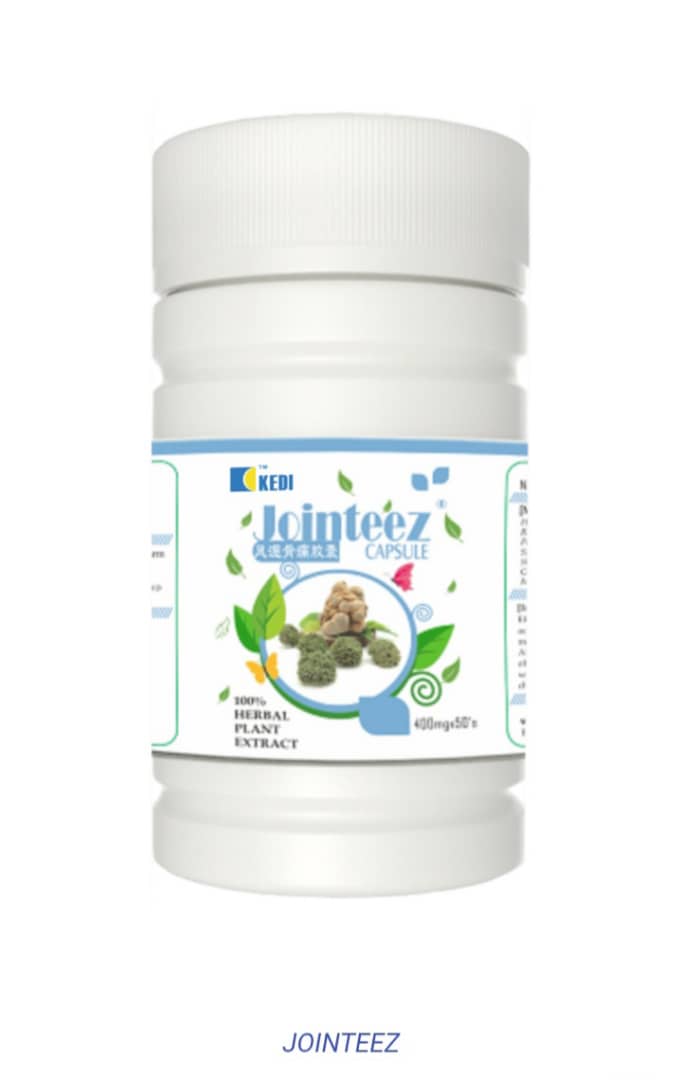 KEDI
Jointeez
风湿骨痛胶囊 CAPSULE
100%
HERBAL
PLANT
EXTRACT
400mgx50's
JOINTEEZ